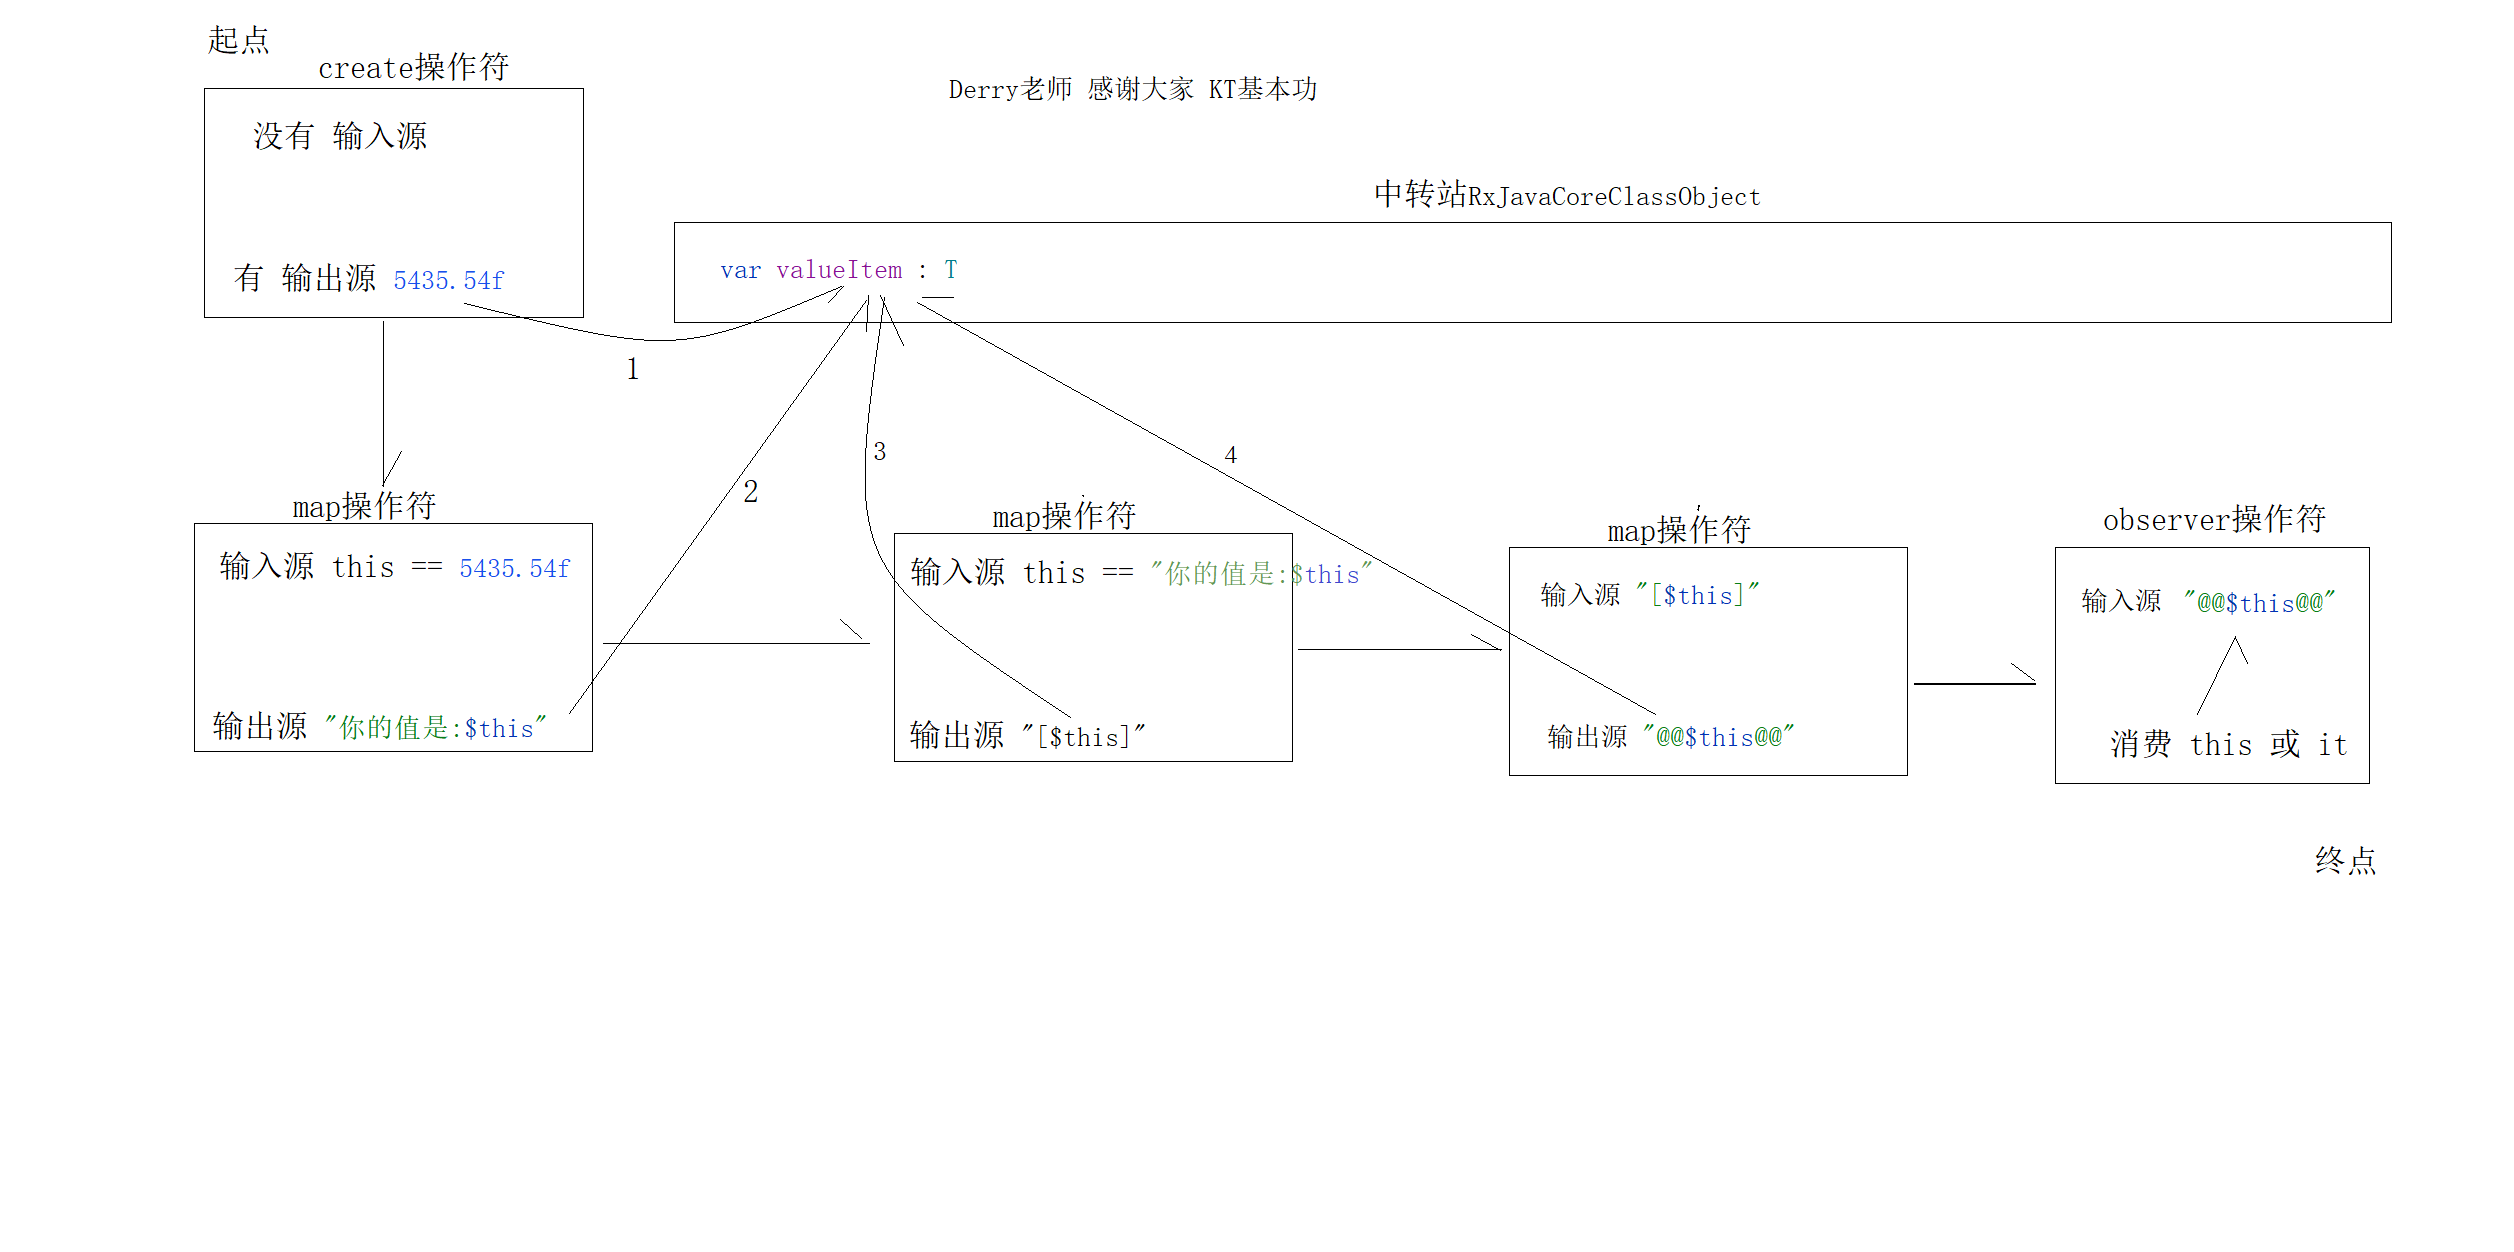 起点
create操作符
没有 输入源
有 输出源 5435.54f
Derry老师 感谢大家 KT基本功
中转站RxJavaCoreClassObject
var valueItem : T
1
2
3
4
map操作符
输入源 this == 5435.54f
输出源 "你的值是:$this"
map操作符
输入源 this == "你的值是:$this"
输出源 "[$this]"
map操作符
输入源 "[$this]"
输出源 "@@$this@@"
observer操作符
输入源 "@@$this@@"
消费 this 或 it
终点